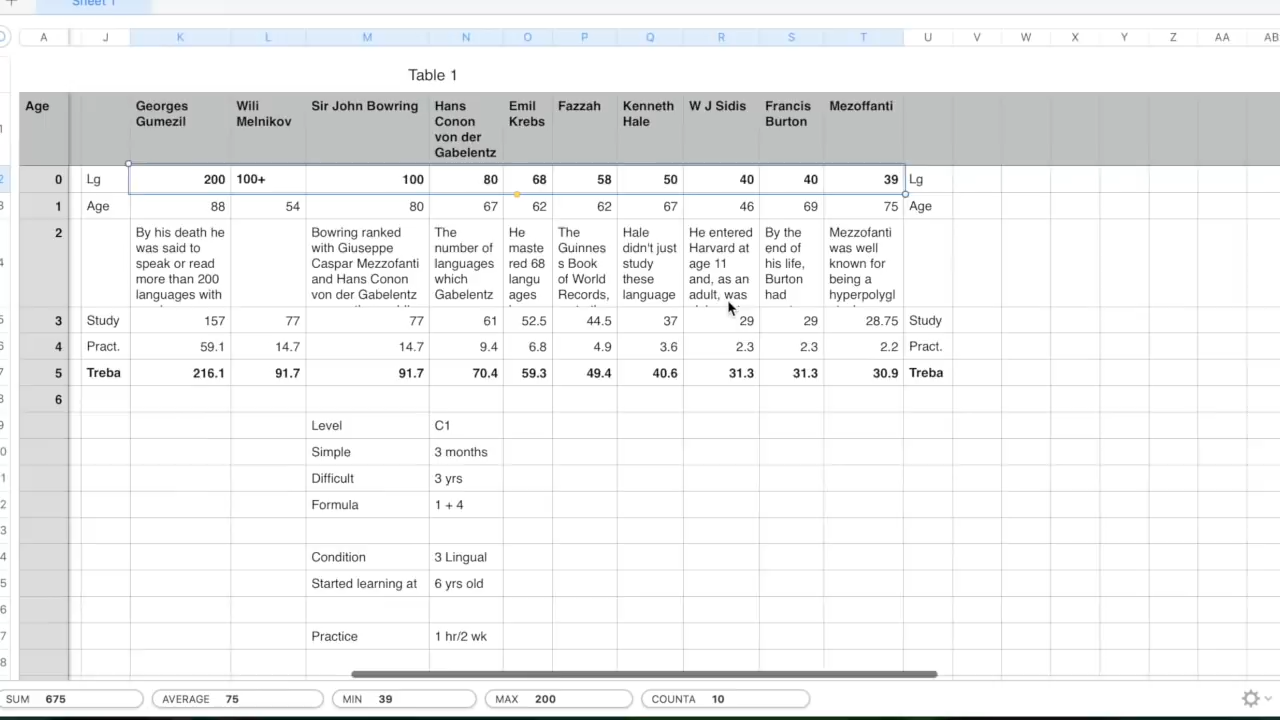 Sheet 1
A J K L M N O P Q R S T U V W X Y Z AA AB
Table 1
Age Georges Gumezil Wili Melnikov Sir John Bowring Hans Conon von der Gabelentz Emil Krebs Fazzah Kenneth Hale W J Sidis Francis Burton Mezoffanti
0 Lg 200 100+ 100 80 68 58 50 40 40 39 Lg
1 Age 88 54 80 67 62 62 67 46 69 75 Age
2 By his death he was said to speak or read more than 200 languages with Bowring ranked with Giuseppe Caspar Mezzofanti and Hans Conon von der Gabelentz The number of languages which Gabelentz He maste red 68 langu ages The Guinnes s Book of World Records, Hale didn't just study these language He entered Harvard at age 11 and, as an adult, was By the end of his life, Burton had Mezzofanti was well known for being a hyperpolygl
3 Study 157 77 77 61 52.5 44.5 37 29 29 28.75 Study
4 Pract. 59.1 14.7 14.7 9.4 6.8 4.9 3.6 2.3 2.3 2.2 Pract.
5 Treba 216.1 91.7 91.7 70.4 59.3 49.4 40.6 31.3 31.3 30.9 Treba
6
Level C1
Simple 3 months
Difficult 3 yrs
Formula 1 + 4
Condition 3 Lingual
Started learning at 6 yrs old
Practice 1 hr/2 wk
SUM 675 AVERAGE 75 MIN 39 MAX 200 COUNTA 10